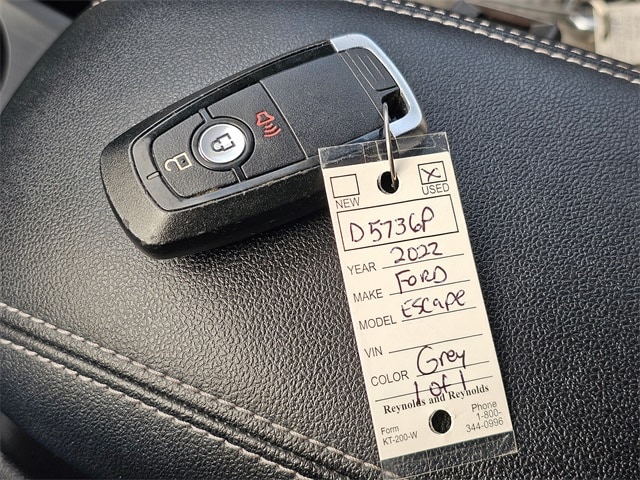 X
NEW USED
D5736P
YEAR 2022
MAKE FORD
MODEL ESCAPE
VIN
COLOR Grey
1 of 1
Reynolds and Reynolds
Form KT-200-W
Phone 1-800-344-0996